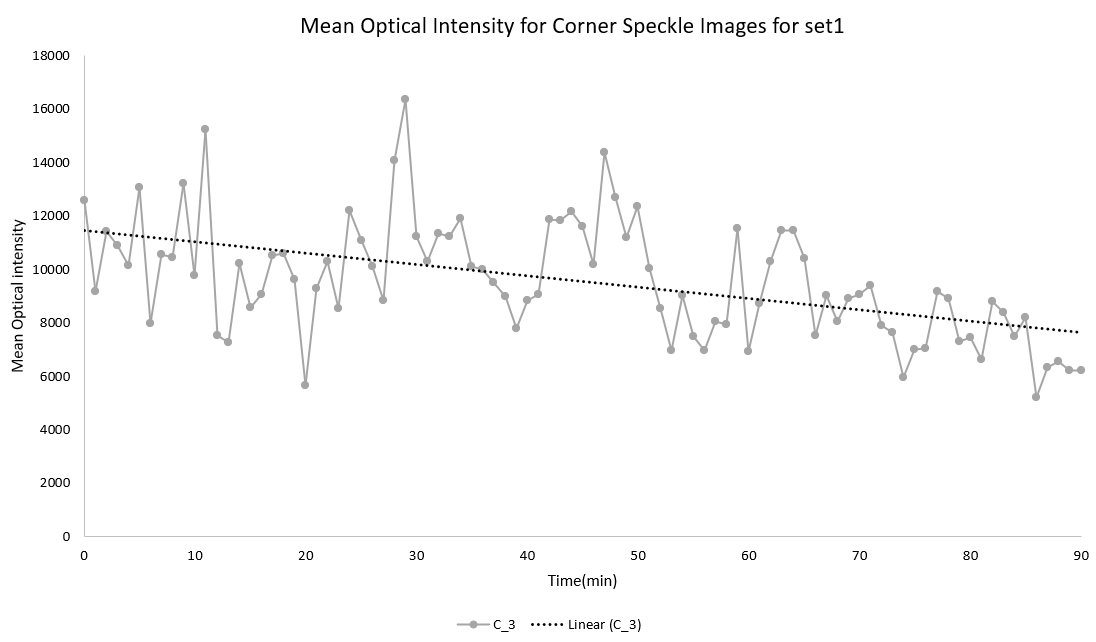 Mean Optical Intensity for Corner Speckle Images for set1
18000
16000
14000
12000
10000
8000
6000
4000
2000
0
Mean Optical intensity
0 10 20 30 40 50 60 70 80 90
Time(min)
C_3 Linear (C_3)